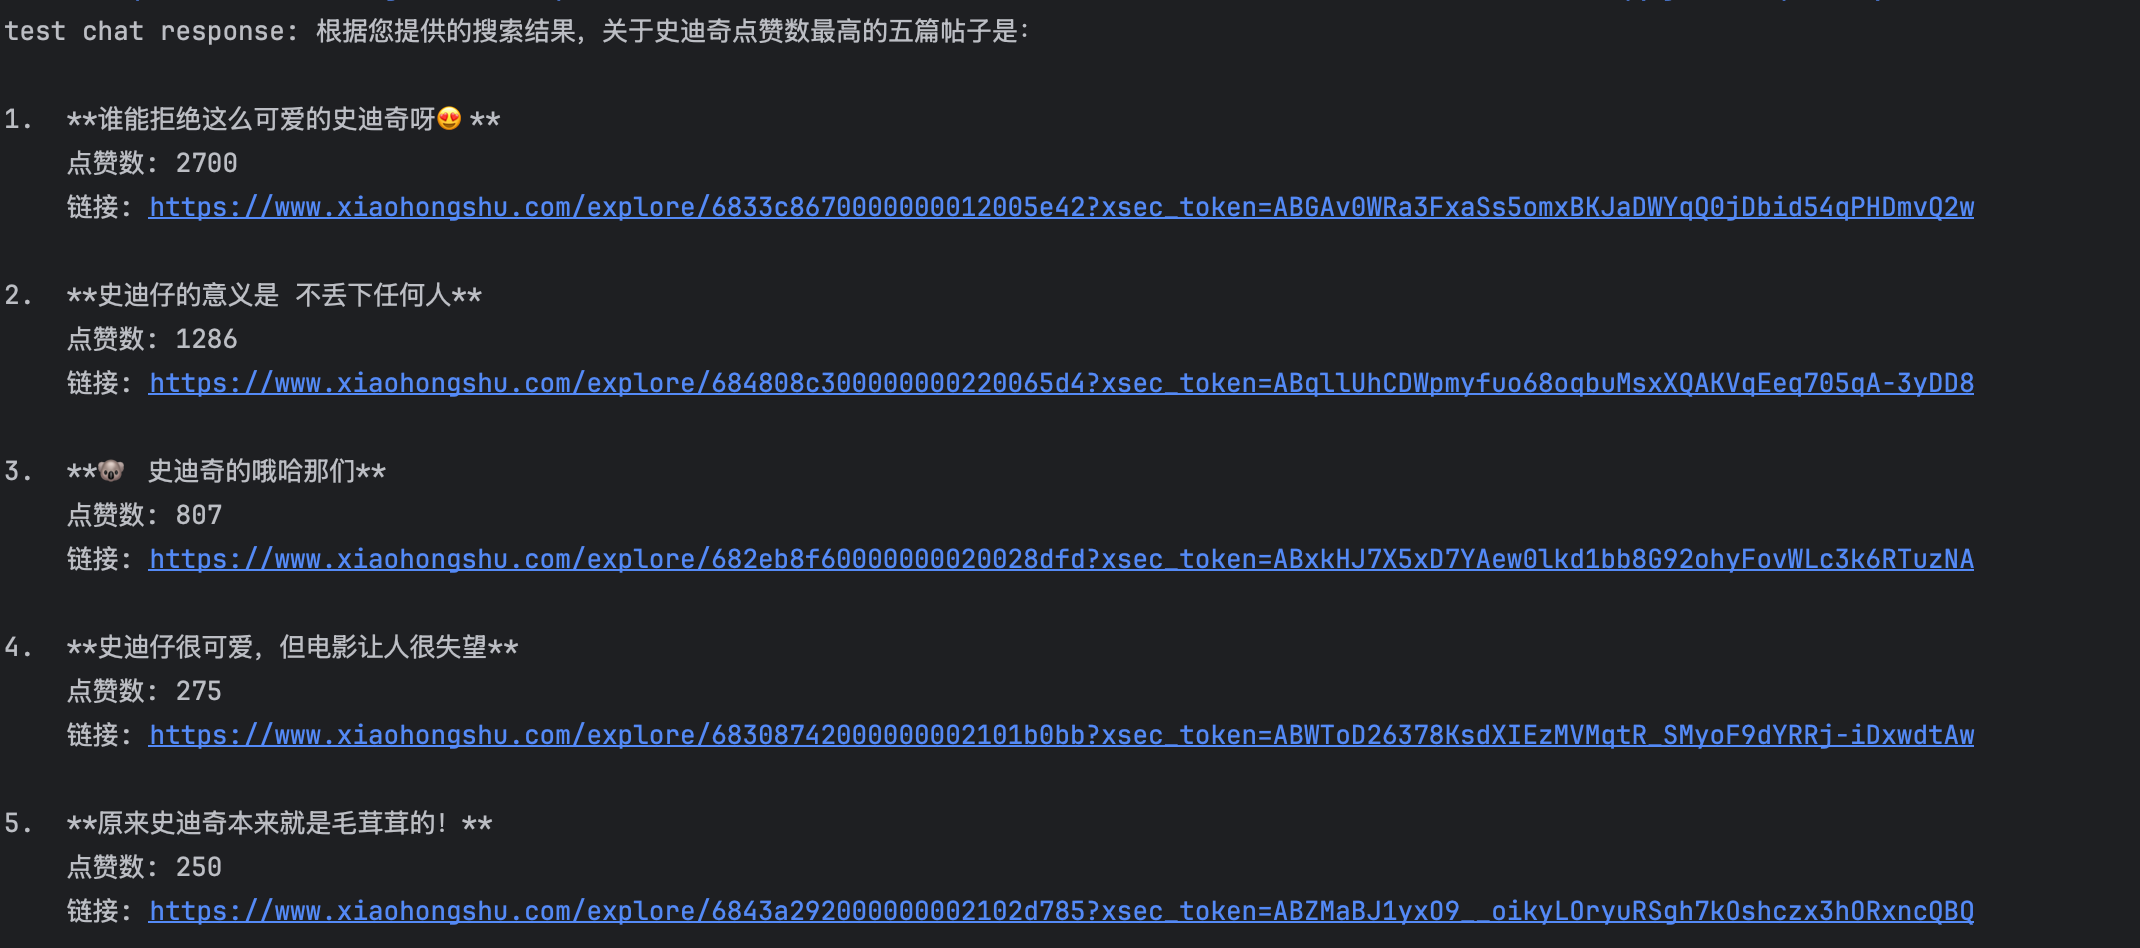 test chat response: 根据您提供的搜索结果，关于史迪奇点赞数最高的五篇帖子是：
1. **谁能拒绝这么可爱的史迪奇呀😍 **
点赞数: 2700
链接: https://www.xiaohongshu.com/explore/6833c8670000000012005e42?xsec_token=ABGAv0WRa3FxaSs5omxBKJaDWYqQ0jDbid54qPHDmvQ2w
2. **史迪仔的意义是 不丢下任何人**
点赞数: 1286
链接: https://www.xiaohongshu.com/explore/684808c300000000220065d4?xsec_token=ABqllUhCDWpmyfuo68oqbuMsxXQAKVqEeq705qA-3yDD8
3. **🐨 史迪奇的哦哈那们**
点赞数: 807
链接: https://www.xiaohongshu.com/explore/682eb8f60000000020028dfd?xsec_token=ABxkHJ7X5xD7YAew0lkd1bb8G92ohyFovWLc3k6RTuzNA
4. **史迪仔很可爱，但电影让人很失望**
点赞数: 275
链接: https://www.xiaohongshu.com/explore/683087420000000002101b0bb?xsec_token=ABWToD26378KsdXIEzMVMqtR_SMyoF9dYRRj-iDxwdtAw
5. **原来史迪奇本来就是毛茸茸的！**
点赞数: 250
链接: https://www.xiaohongshu.com/explore/6843a292000000002102d785?xsec_token=ABZMaBJ1yxO9__oikyLOryuRSgh7kOshczx3hORxncQBQ